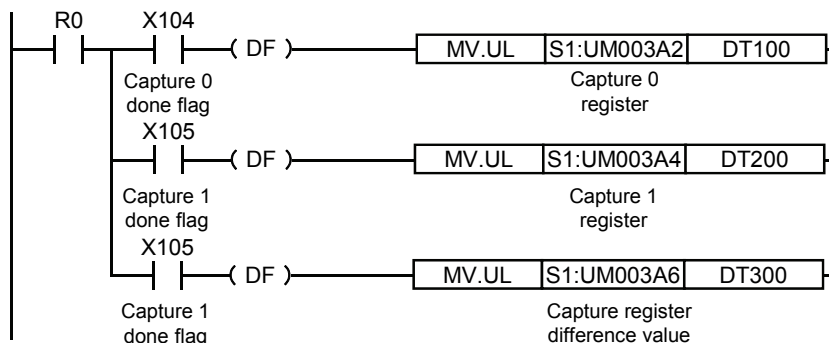 R0 X104
( DF ) MV.UL S1:UM003A2 DT100
Capture 0 Capture 0
done flag register
X105
( DF ) MV.UL S1:UM003A4 DT200
Capture 1 Capture 1
done flag register
X105
( DF ) MV.UL S1:UM003A6 DT300
Capture 1 Capture register
done flag difference value